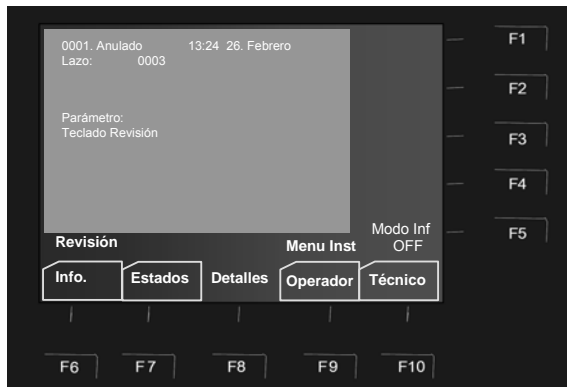 0001. Anulado 13:24 26. Febrero
Lazo: 0003
Parámetro:
Teclado Revisión
Revisión
Menu Inst
Modo Inf
OFF
Info.
Estados
Detalles
Operador
Técnico
F1
F2
F3
F4
F5
F6
F7
F8
F9
F10